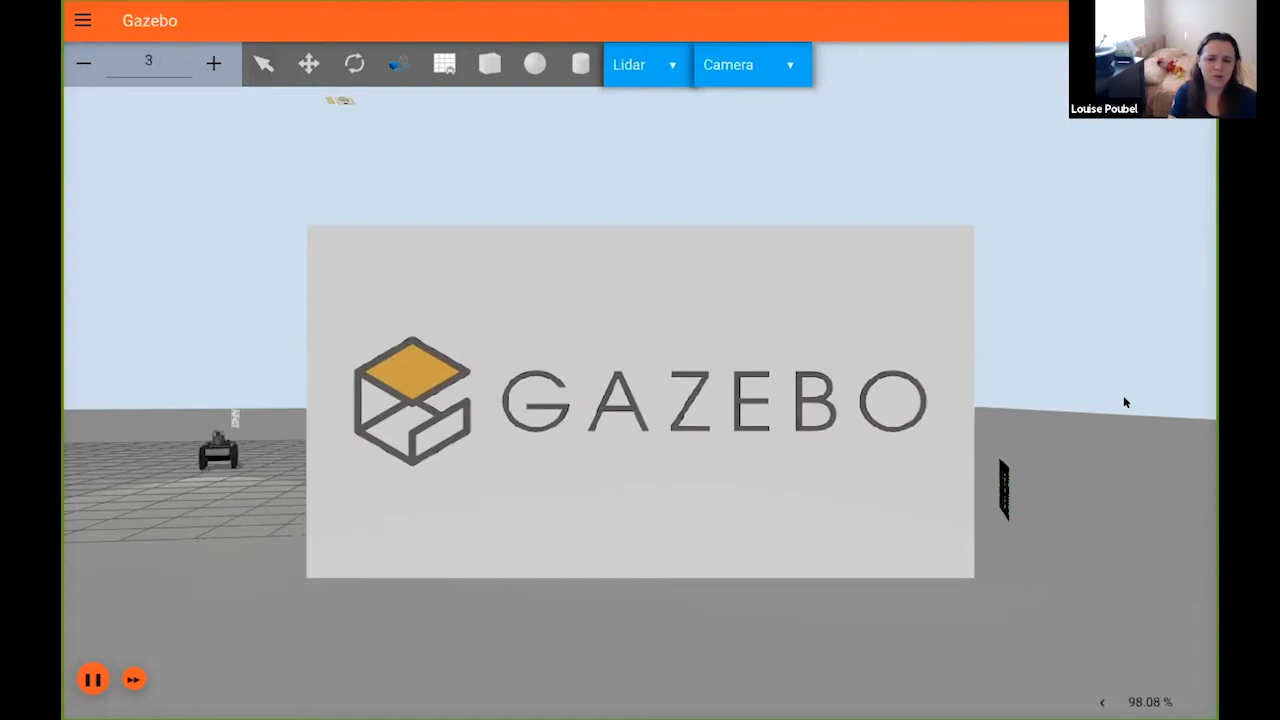 Gazebo
3
Lidar
Camera
Louise Poubel
GAZEBO
98.08 %